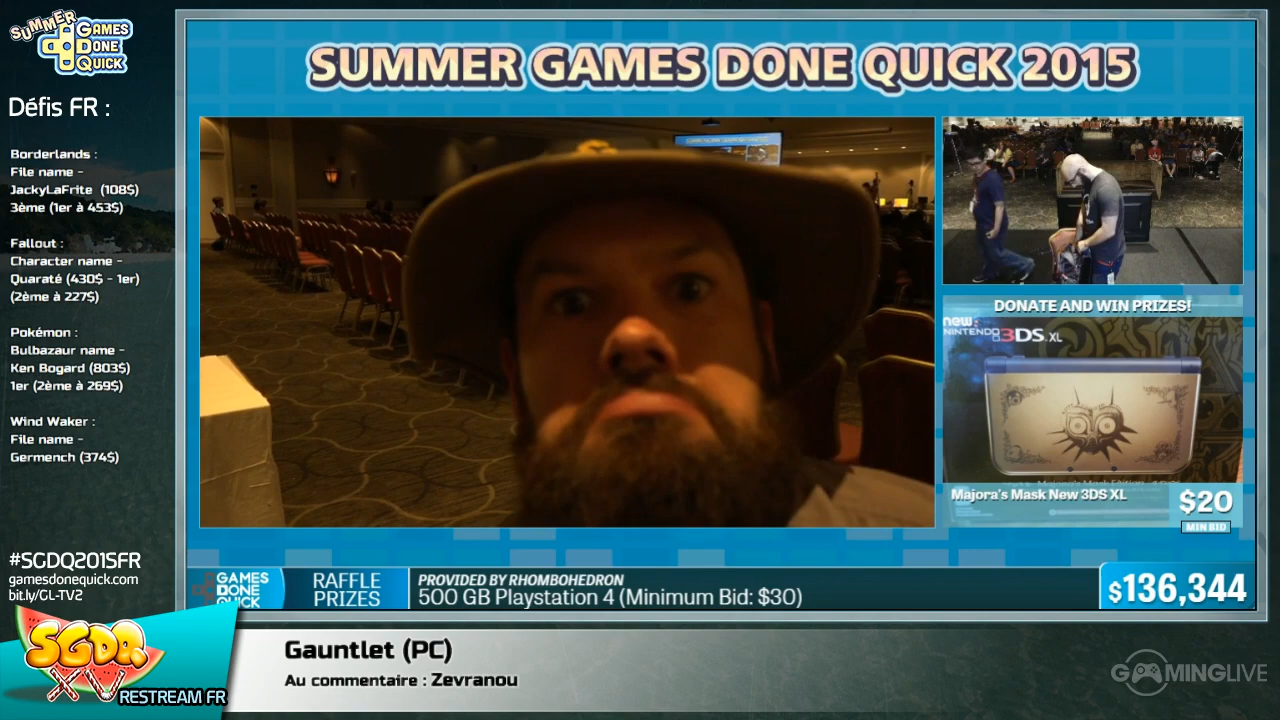 SUMMER
GAMES
DONE
QUICK
Défis FR :
Borderlands :
File name -
JackyLaFrite (108$)
3ème (1er à 453$)
Fallout :
Character name -
Quaraté (430$ - 1er)
(2ème à 227$)
Pokémon :
Bulbazaur name -
Ken Bogard (803$)
1er (2ème à 269$)
Wind Waker :
File name -
Germench (374$)
#SGDQ2015FR
gamesdonequick.com
bit.ly/GL-TV2
SGDQ
XV
RESTREAM FR
SUMMER GAMES DONE QUICK 2015
DONATE AND WIN PRIZES!
new
NINTENDO 3DS XL
Majora's Mask New 3DS XL
$20
MIN BID
GAMES
DONE
QUICK
RAFFLE
PRIZES
PROVIDED BY RHOMBOHEDRON
500 GB Playstation 4 (Minimum Bid: $30)
$136,344
Gauntlet (PC)
Au commentaire : Zevranou
GAMINGLIVE